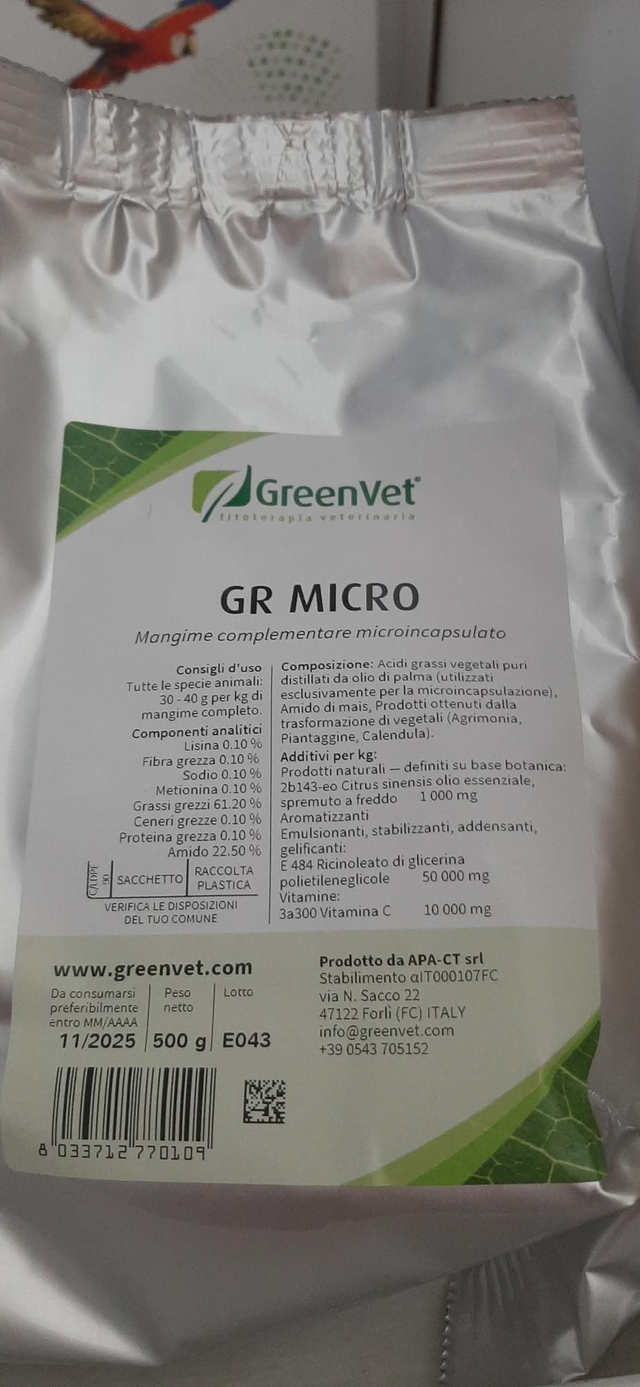 GreenVet®
fitoterapia veterinaria
GR MICRO
Mangime complementare microincapsulato
Consigli d'uso
Tutte le specie animali:
30 - 40 g per kg di
mangime completo.
Componenti analitici
Lisina 0.10 %
Fibra grezza 0.10 %
Sodio 0.10 %
Metionina 0.10 %
Grassi grezzi 61.20 %
Ceneri grezze 0.10 %
Proteina grezza 0.10 %
Amido 22.50 %
C/LDPE
90
SACCHETTO
RACCOLTA
PLASTICA
VERIFICA LE DISPOSIZIONI
DEL TUO COMUNE
Composizione: Acidi grassi vegetali puri
distillati da olio di palma (utilizzati
esclusivamente per la microincapsulazione),
Amido di mais, Prodotti ottenuti dalla
trasformazione di vegetali (Agrimonia,
Piantaggine, Calendula).
Additivi per kg:
Prodotti naturali — definiti su base botanica:
2b143-eo Citrus sinensis olio essenziale,
spremuto a freddo 1 000 mg
Aromatizzanti
Emulsionanti, stabilizzanti, addensanti,
gelificanti:
E 484 Ricinoleato di glicerina
polietileneglicole 50 000 mg
Vitamine:
3a300 Vitamina C 10 000 mg
www.greenvet.com
Da consumarsi
preferibilmente
entro MM/AAAA
11/2025
Peso
netto
500 g
Lotto
E043
8 033712 770109
Prodotto da APA-CT srl
Stabilimento αIT000107FC
via N. Sacco 22
47122 Forlì (FC) ITALY
info@greenvet.com
+39 0543 705152